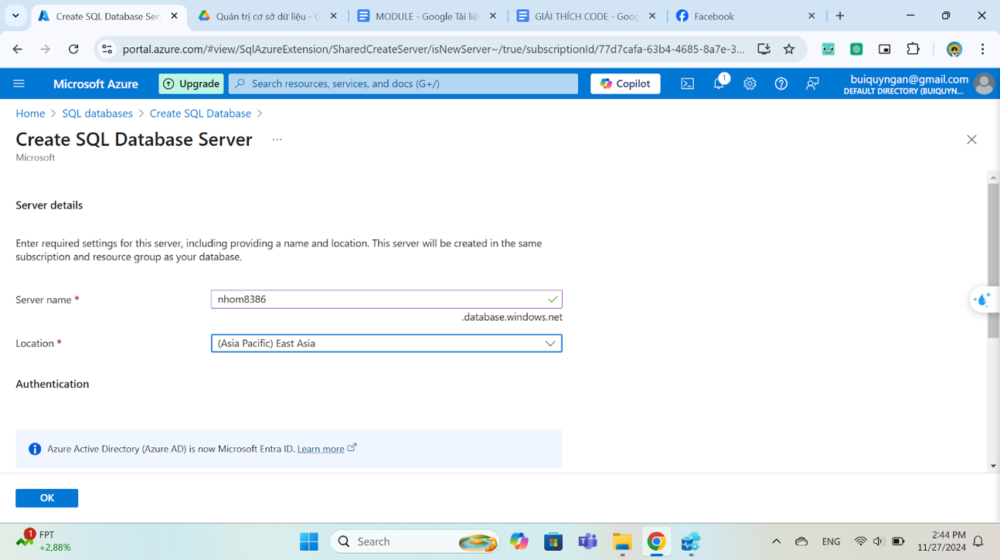 Create SQL Database Ser
Quản trị cơ sở dữ liệu - G
MODULE - Google Tài liệ
GIẢI THÍCH CODE - Goog
Facebook
portal.azure.com/#view/SqlAzureExtension/SharedCreateServer/isNewServer~/true/subscriptionId/77d7cafa-63b4-4685-8a7e-3...
Microsoft Azure
Upgrade
Search resources, services, and docs (G+/)
Copilot
1
buiquyngan@gmail.com
DEFAULT DIRECTORY (BUIQUYN...
Home > SQL databases > Create SQL Database >
Create SQL Database Server ...
Microsoft
Server details
Enter required settings for this server, including providing a name and location. This server will be created in the same
subscription and resource group as your database.
Server name *
nhom8386
.database.windows.net
Location *
(Asia Pacific) East Asia
Authentication
Azure Active Directory (Azure AD) is now Microsoft Entra ID. Learn more
OK
1
FPT
+2,88%
Search
ENG
2:44 PM
11/27/2024